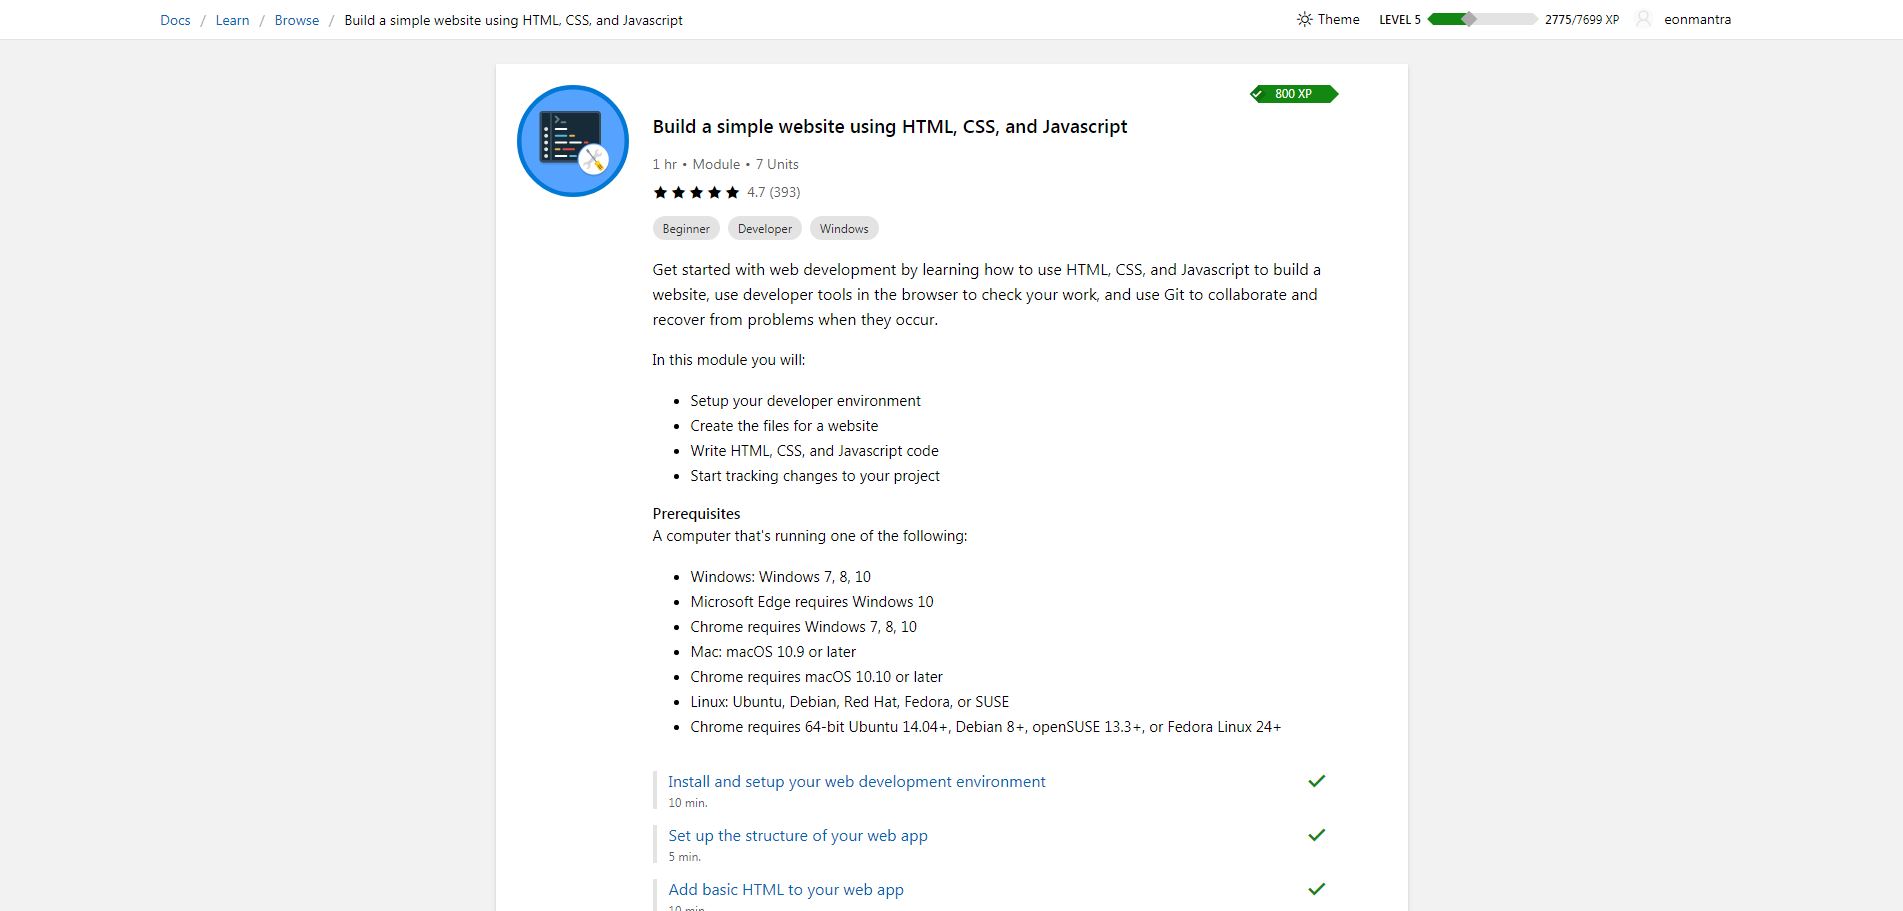 Docs / Learn / Browse / Build a simple website using HTML, CSS, and Javascript
Theme LEVEL 5 2775/7699 XP eonmantra
800 XP
Build a simple website using HTML, CSS, and Javascript
1 hr • Module • 7 Units
4.7 (393)
Beginner Developer Windows
Get started with web development by learning how to use HTML, CSS, and Javascript to build a
website, use developer tools in the browser to check your work, and use Git to collaborate and
recover from problems when they occur.
In this module you will:
• Setup your developer environment
• Create the files for a website
• Write HTML, CSS, and Javascript code
• Start tracking changes to your project
Prerequisites
A computer that's running one of the following:
• Windows: Windows 7, 8, 10
• Microsoft Edge requires Windows 10
• Chrome requires Windows 7, 8, 10
• Mac: macOS 10.9 or later
• Chrome requires macOS 10.10 or later
• Linux: Ubuntu, Debian, Red Hat, Fedora, or SUSE
• Chrome requires 64-bit Ubuntu 14.04+, Debian 8+, openSUSE 13.3+, or Fedora Linux 24+
Install and setup your web development environment
10 min.
Set up the structure of your web app
5 min.
Add basic HTML to your web app
10 min.